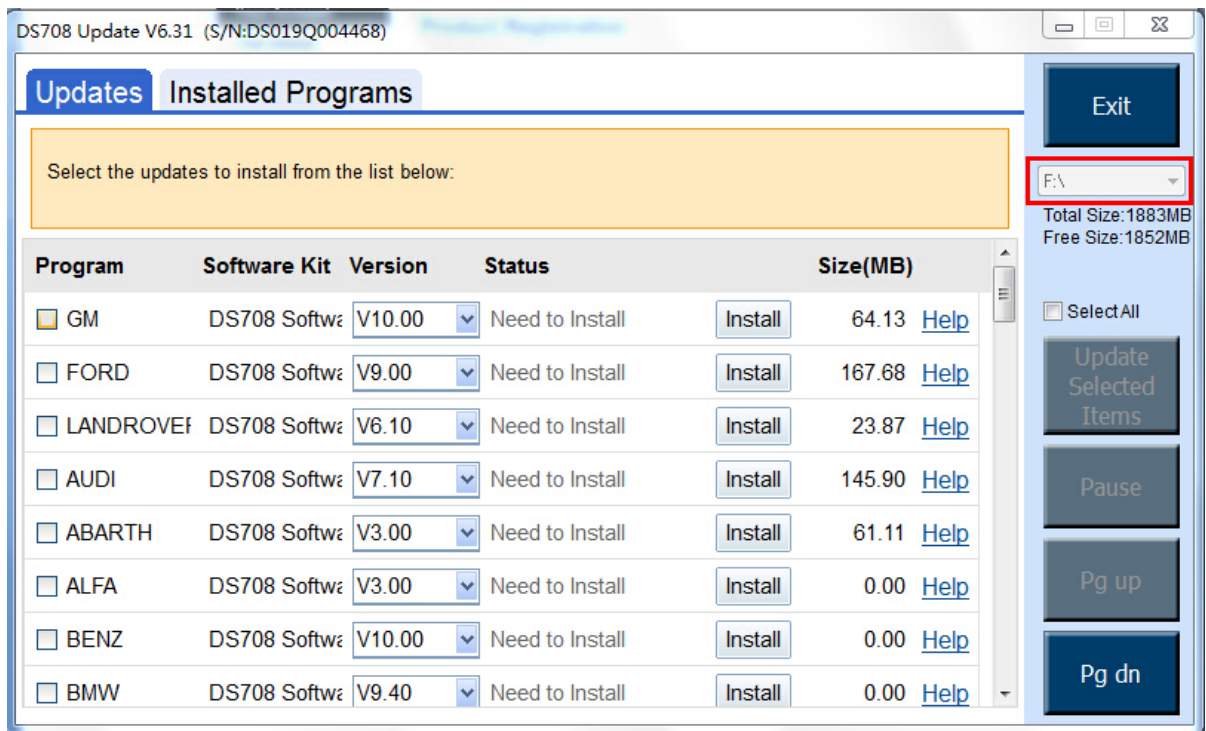 DS708 Update V6.31 (S/N:DS019Q004468)
Updates Installed Programs
Exit
Select the updates to install from the list below:
F:\
Total Size:1883MB
Free Size:1852MB
Program Software Kit Version Status Size(MB)
GM DS708 Softwa V10.00 Need to Install Install 64.13 Help
Select All
FORD DS708 Softwa V9.00 Need to Install Install 167.68 Help
Update
Selected
Items
LANDROVER DS708 Softwa V6.10 Need to Install Install 23.87 Help
AUDI DS708 Softwa V7.10 Need to Install Install 145.90 Help
Pause
ABARTH DS708 Softwa V3.00 Need to Install Install 61.11 Help
ALFA DS708 Softwa V3.00 Need to Install Install 0.00 Help
Pg up
BENZ DS708 Softwa V10.00 Need to Install Install 0.00 Help
BMW DS708 Softwa V9.40 Need to Install Install 0.00 Help
Pg dn